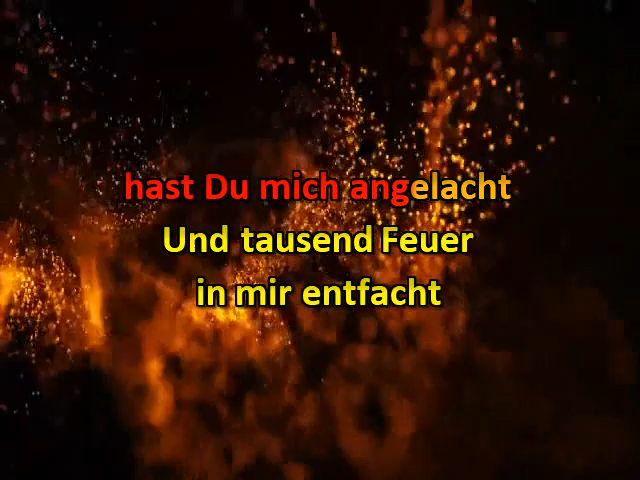 hast Du mich angelacht
Und tausend Feuer
in mir entfacht